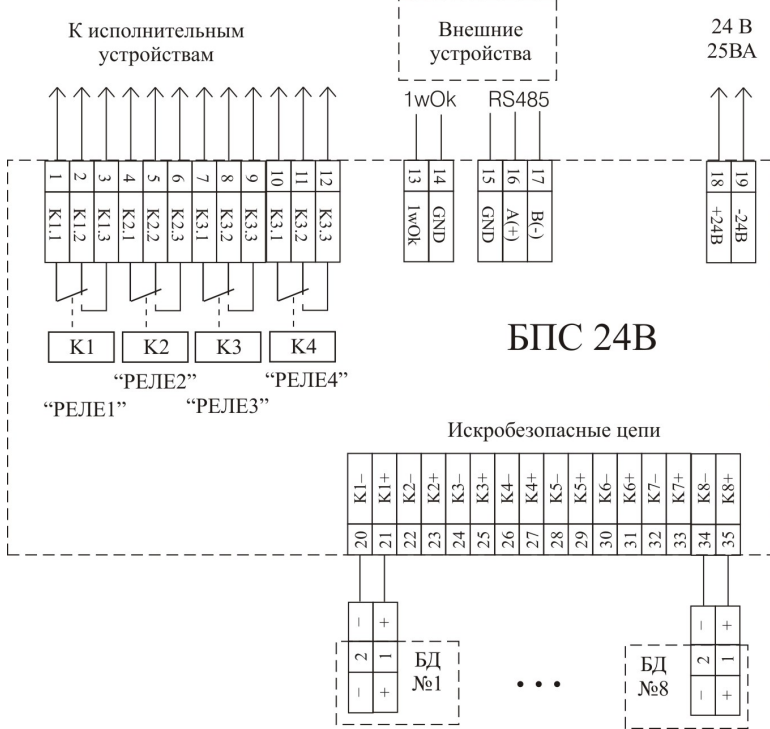 К исполнительным
устройствам
Внешние
устройства
24 В
25ВА
1wOk RS485
1 2 3 4 5 6 7 8 9 10 11 12
13 14
15 16 17
18 19
K1.1 K1.2 K1.3 K2.1 K2.2 K2.3 K3.1 K3.2 K3.3 K3.1 K3.2 K3.3
1wOk GND
GND A(+) B(-)
+24В -24В
K1 K2 K3 K4
БПС 24В
“РЕЛЕ2” “РЕЛЕ4”
“РЕЛЕ1” “РЕЛЕ3”
Искробезопасные цепи
K1– K1+ K2– K2+ K3– K3+ K4– K4+ K5– K5+ K6– K6+ K7– K7+ K8– K8+
20 21 22 23 24 25 26 27 28 29 30 31 32 33 34 35
– +
2 1
– +
БД
№1
• • •
БД
№8
– +
2 1
– +